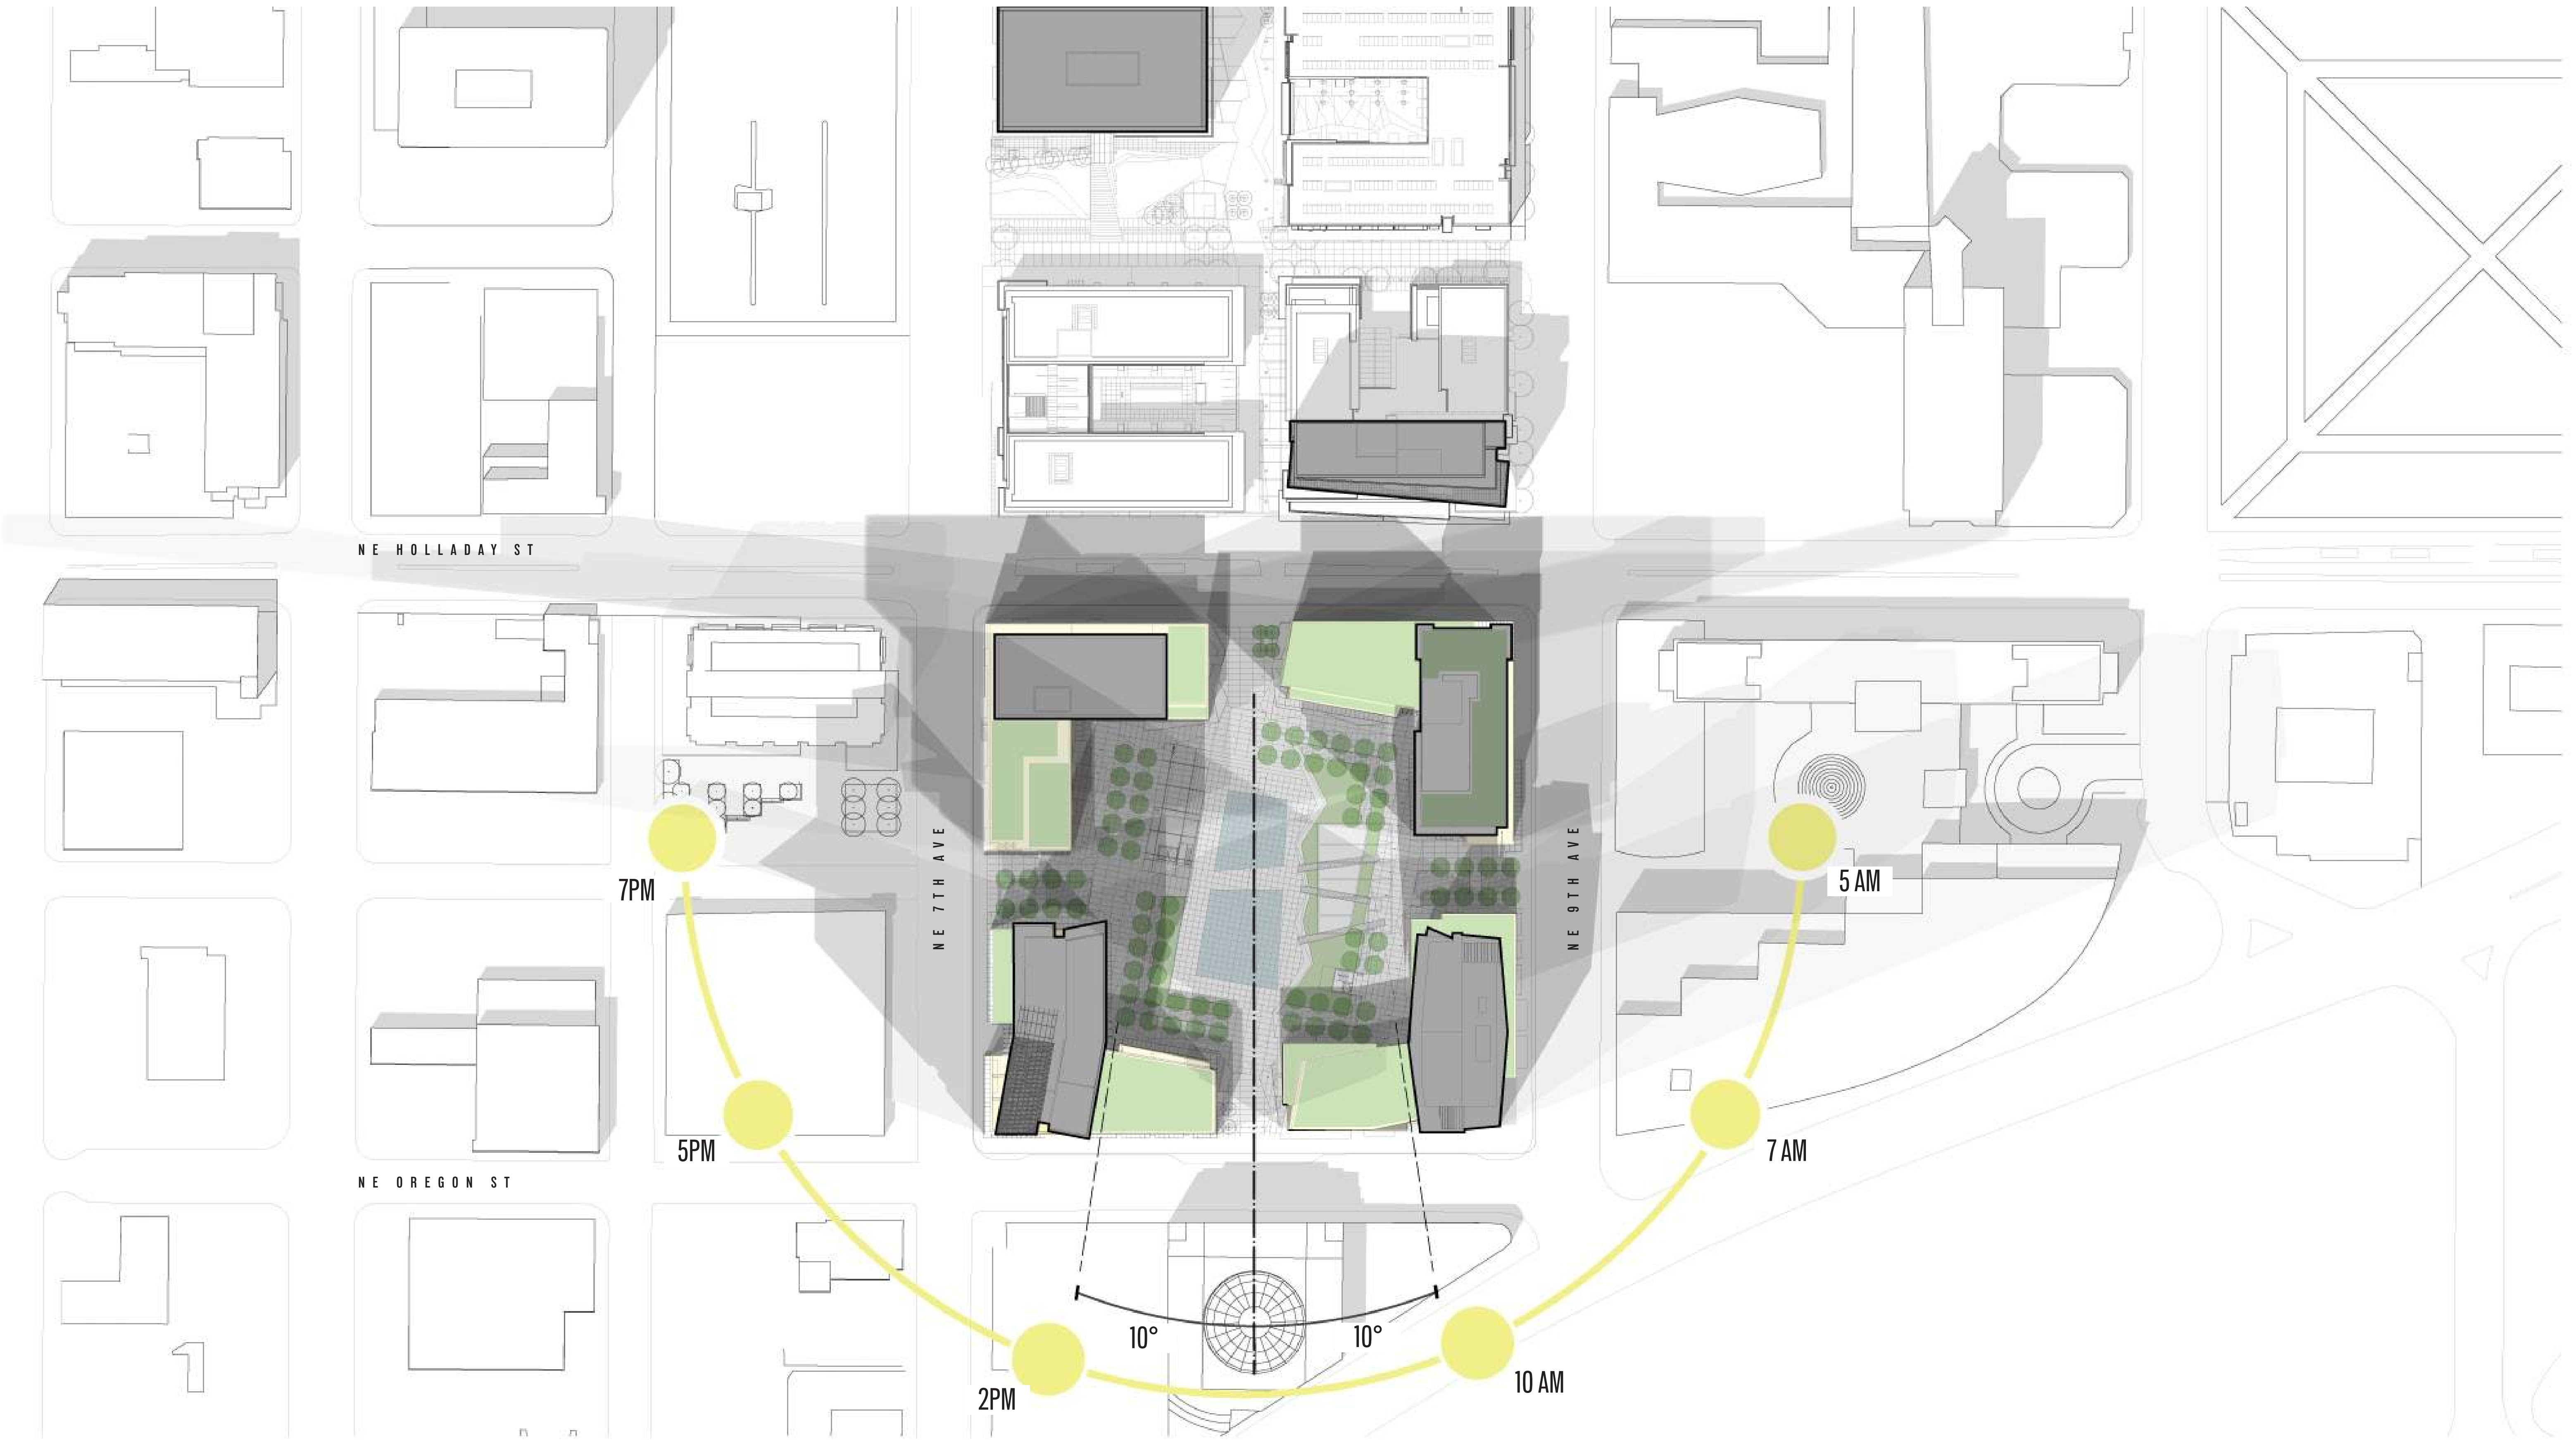 NE HOLLADAY ST
NE 7TH AVE
NE 9TH AVE
7PM
5 AM
5PM
7 AM
NE OREGON ST
10°
10°
2PM
10 AM